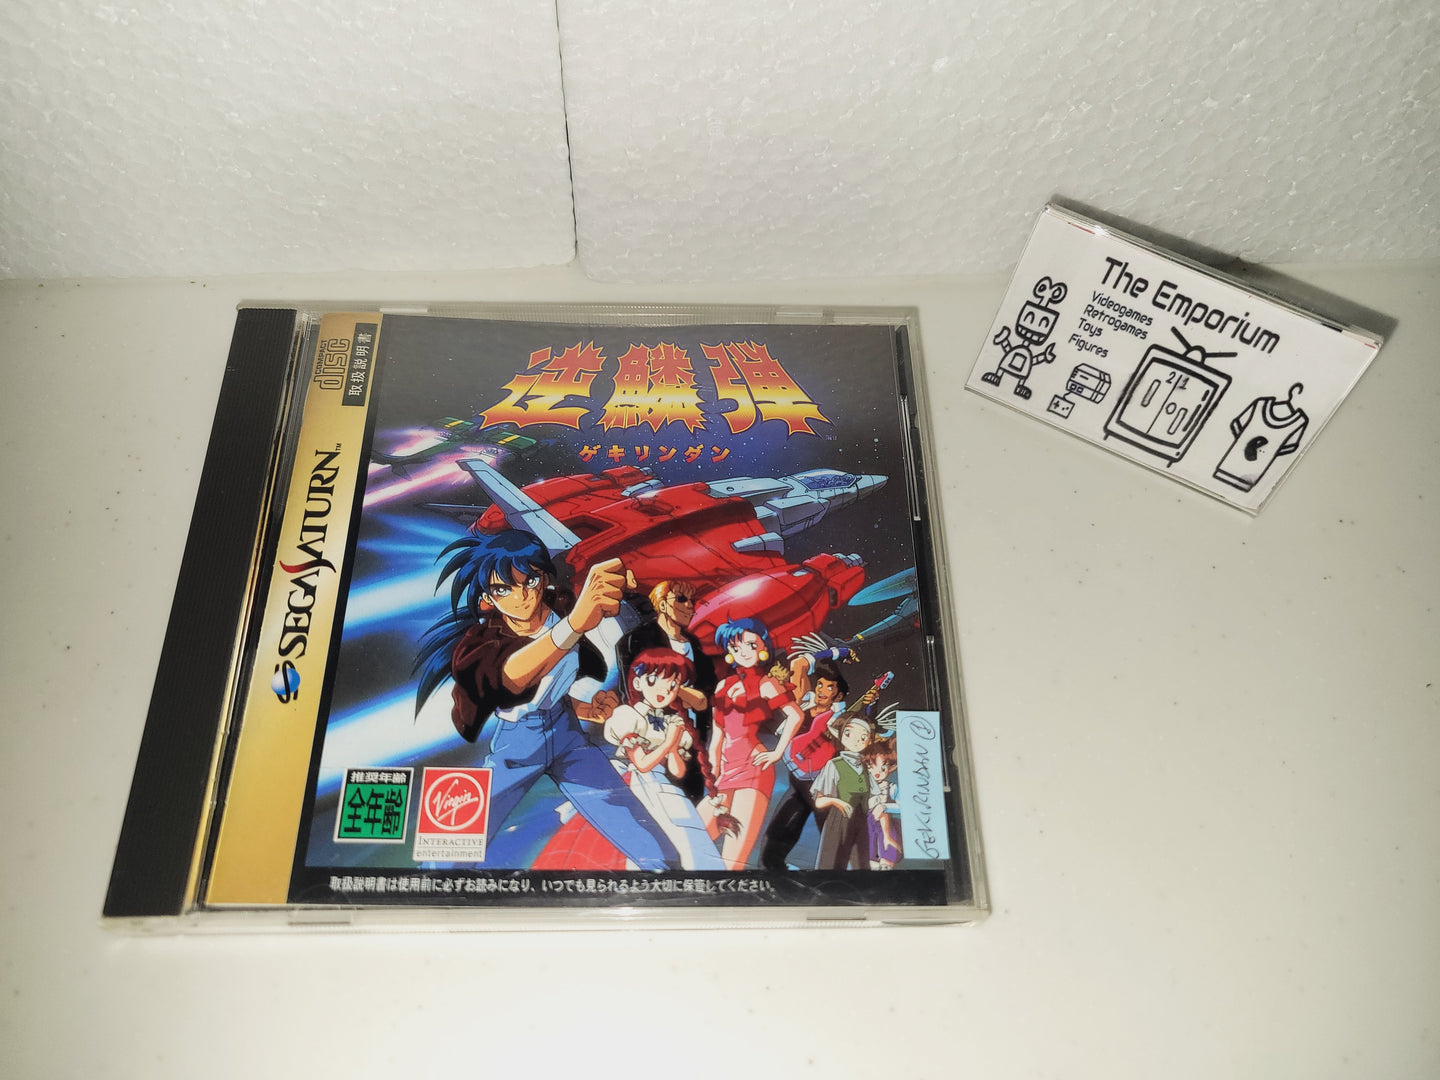 COMPACT
disc
取扱説明書
SEGA SATURN™
逆鱗弾
ゲキリンダン
推奨年齢
全年齢
Virgin
INTERACTIVE
entertainment
GEKIRINDAN
取扱説明書は使用前に必ずお読みになり、いつでも見られるよう大切に保管してください。
The Emporium
Videogames
Retrogames
Toys
Figures
21